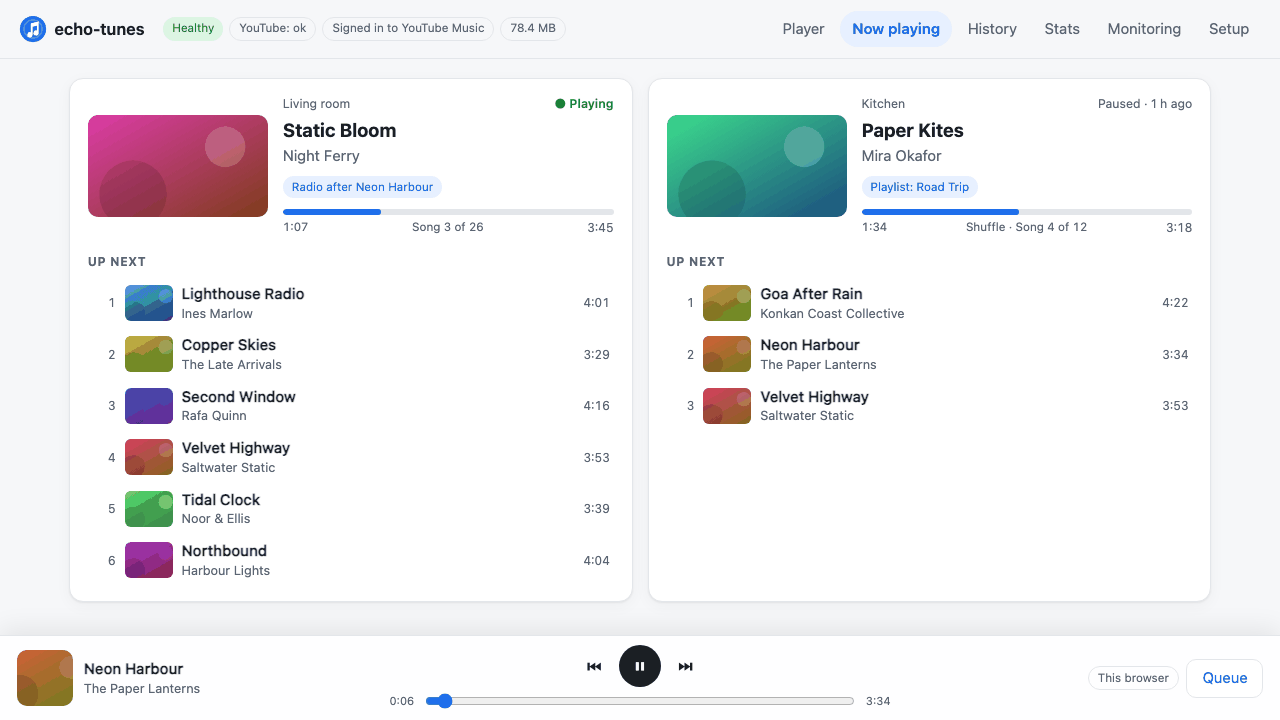 echo-tunes Healthy YouTube: ok Signed in to YouTube Music 78.4 MB Player Now playing History Stats Monitoring Setup
Living room Playing
Static Bloom
Night Ferry
Radio after Neon Harbour
1:07 Song 3 of 26 3:45
UP NEXT
1 Lighthouse Radio 4:01
Ines Marlow
2 Copper Skies 3:29
The Late Arrivals
3 Second Window 4:16
Rafa Quinn
4 Velvet Highway 3:53
Saltwater Static
5 Tidal Clock 3:39
Noor & Ellis
6 Northbound 4:04
Harbour Lights
Kitchen Paused · 1 h ago
Paper Kites
Mira Okafor
Playlist: Road Trip
1:34 Shuffle · Song 4 of 12 3:18
UP NEXT
1 Goa After Rain 4:22
Konkan Coast Collective
2 Neon Harbour 3:34
The Paper Lanterns
3 Velvet Highway 3:53
Saltwater Static
Neon Harbour
The Paper Lanterns
0:06 3:34
This browser Queue